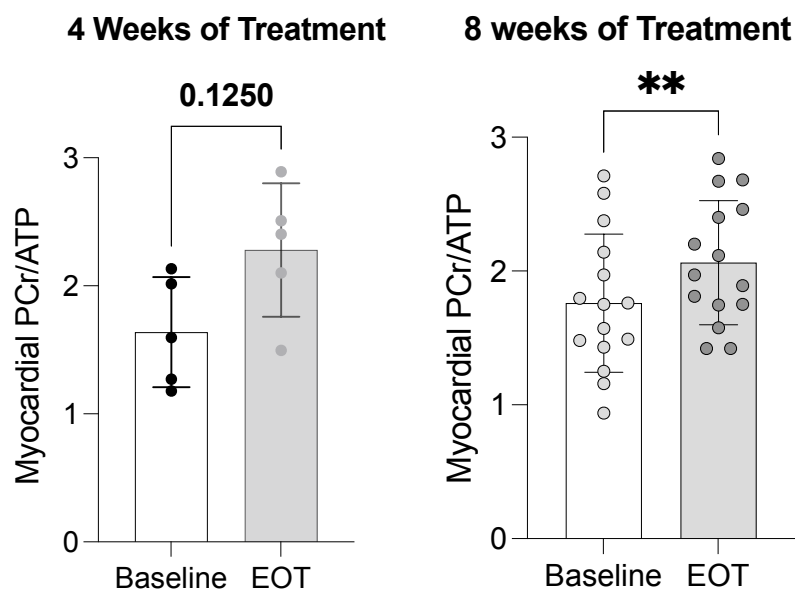 4 Weeks of Treatment
0.1250
3
2
1
0
Myocardial PCr/ATP
Baseline EOT
8 weeks of Treatment
**
3
2
1
0
Myocardial PCr/ATP
Baseline EOT